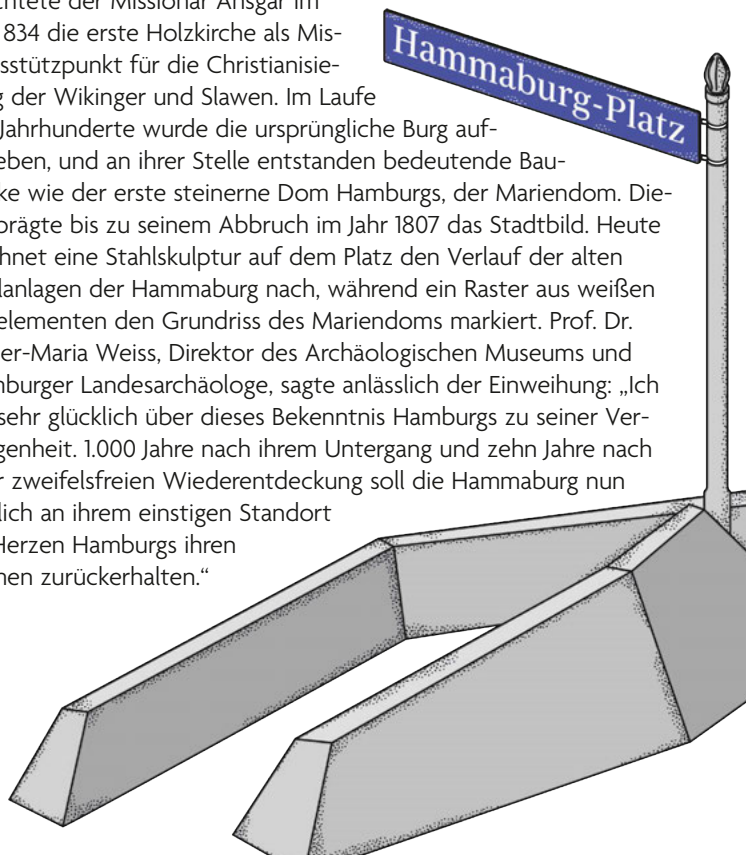 chtete der Missionar Ansgar im
834 die erste Holzkirche als Mis-
sstützpunkt für die Christianisie-
g der Wikinger und Slawen. Im Laufe
Jahrhunderte wurde die ursprüngliche Burg auf-
eben, und an ihrer Stelle entstanden bedeutende Bau-
ke wie der erste steinerne Dom Hamburgs, der Mariendom. Die-
prägte bis zu seinem Abbruch im Jahr 1807 das Stadtbild. Heute
chnet eine Stahlskulptur auf dem Platz den Verlauf der alten
lanlagen der Hammaburg nach, während ein Raster aus weißen
elementen den Grundriss des Mariendoms markiert. Prof. Dr.
er-Maria Weiss, Direktor des Archäologischen Museums und
nburger Landesarchäologe, sagte anlässlich der Einweihung: „Ich
sehr glücklich über dieses Bekenntnis Hamburgs zu seiner Ver-
genheit. 1.000 Jahre nach ihrem Untergang und zehn Jahre nach
r zweifelsfreien Wiederentdeckung soll die Hammaburg nun
lich an ihrem einstigen Standort
Herzen Hamburgs ihren
nen zurückerhalten.“
Hammaburg-Platz